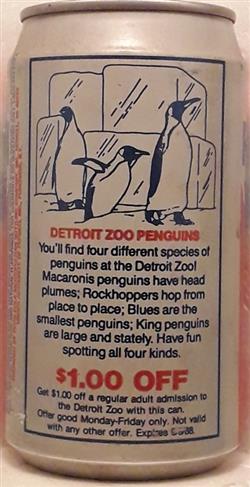 DETROIT ZOO PENGUINS
You'll find four different species of
penguins at the Detroit Zoo!
Macaronis penguins have head
plumes; Rockhoppers hop from
place to place; Blues are the
smallest penguins; King penguins
are large and stately. Have fun
spotting all four kinds.
$1.00 OFF
Get $1.00 off a regular adult admission to
the Detroit Zoo with this can.
Offer good Monday-Friday only. Not valid
with any other offer. Expires